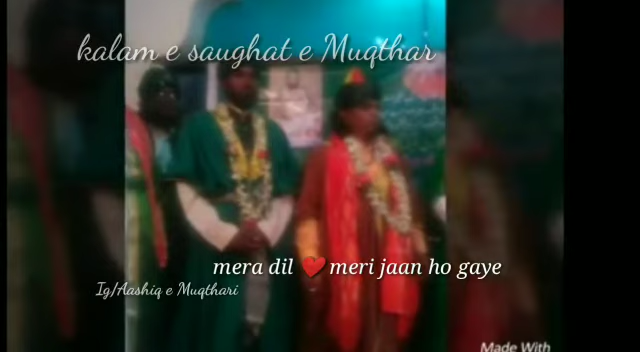 kalam e saughat e Muqthar
mera dil ❤️ meri jaan ho gaye
Ig/Aashiq e Muqthari
Made With